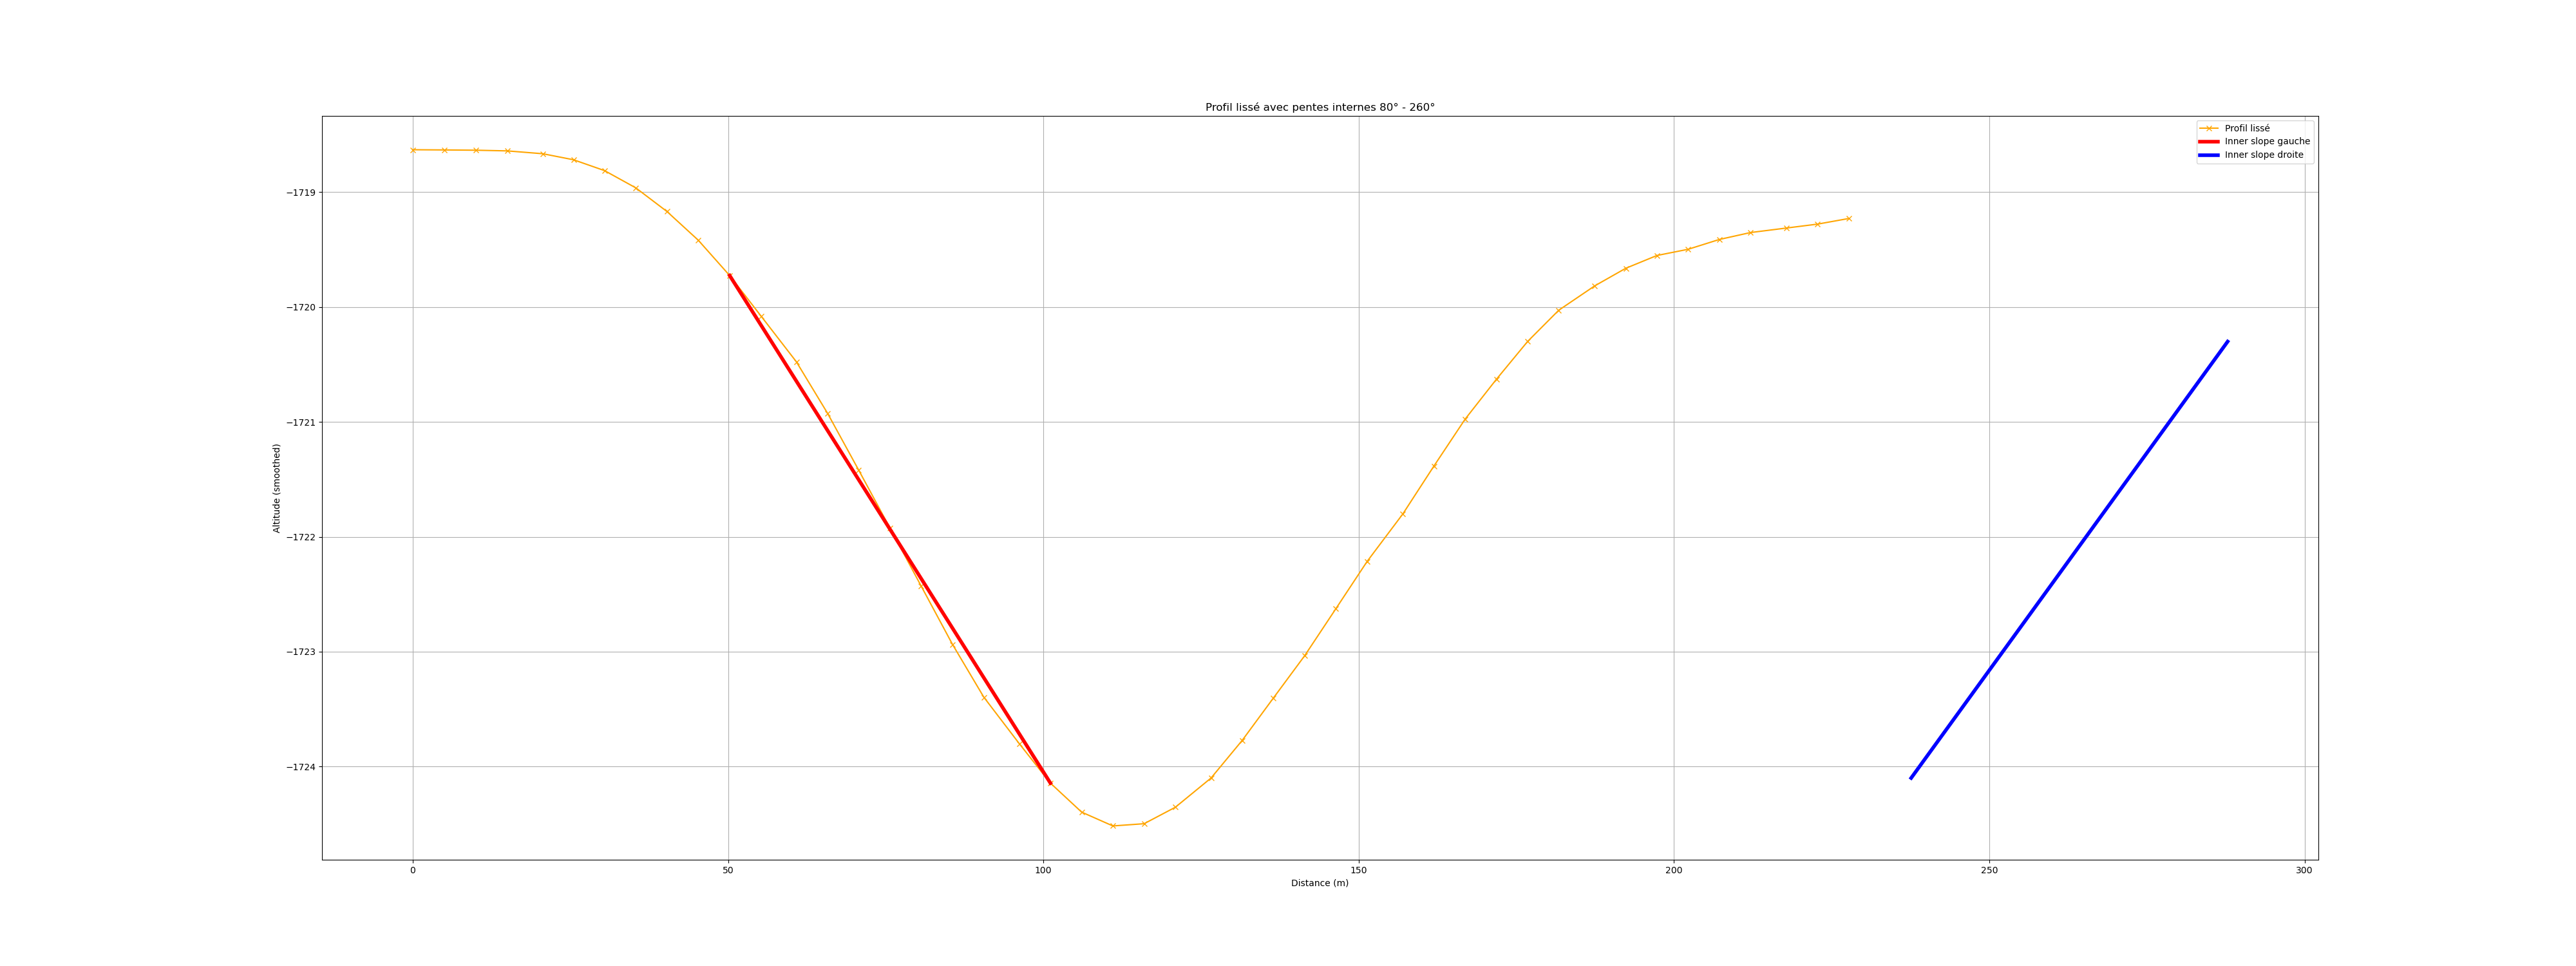 Profil lissé avec pentes internes 80° - 260°
Profil lissé
Inner slope gauche
Inner slope droite
−1719
−1720
−1721
−1722
−1723
−1724
Altitude (smoothed)
0 50 100 150 200 250 300
Distance (m)